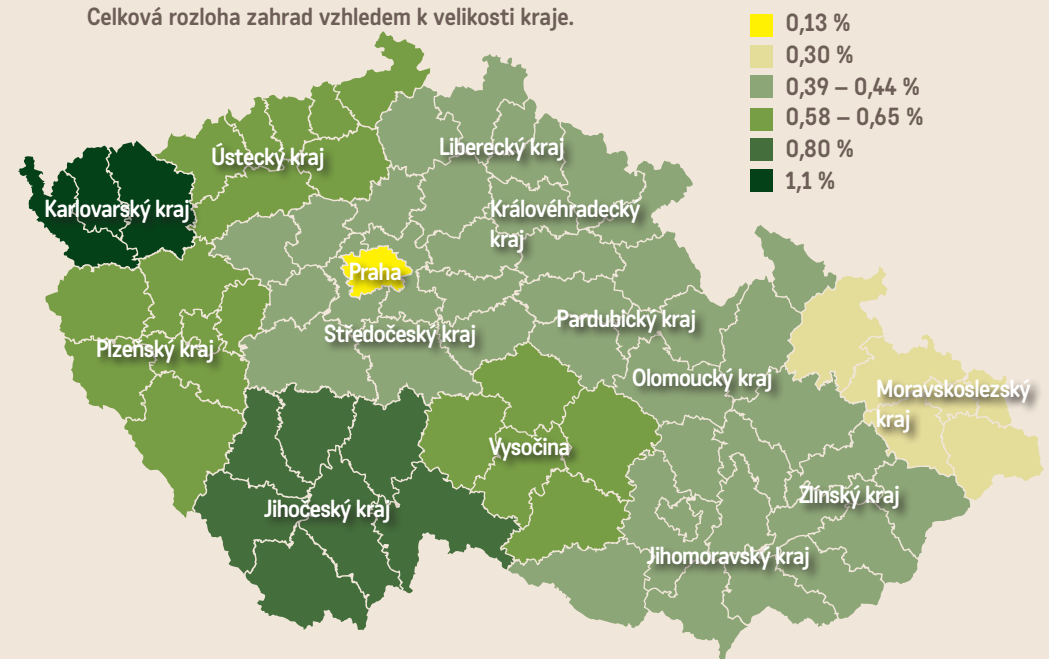 Celková rozloha zahrad vzhledem k velikosti kraje.
0,13 %
0,30 %
0,39 – 0,44 %
0,58 – 0,65 %
0,80 %
1,1 %
Ústecký kraj
Liberecký kraj
Karlovarský kraj
Královéhradecký
kraj
Praha
Pardubický kraj
Středočeský kraj
Plzeňský kraj
Olomoucký kraj
Moravskoslezský
kraj
Vysočina
Zlínský kraj
Jihočeský kraj
Jihomoravský kraj